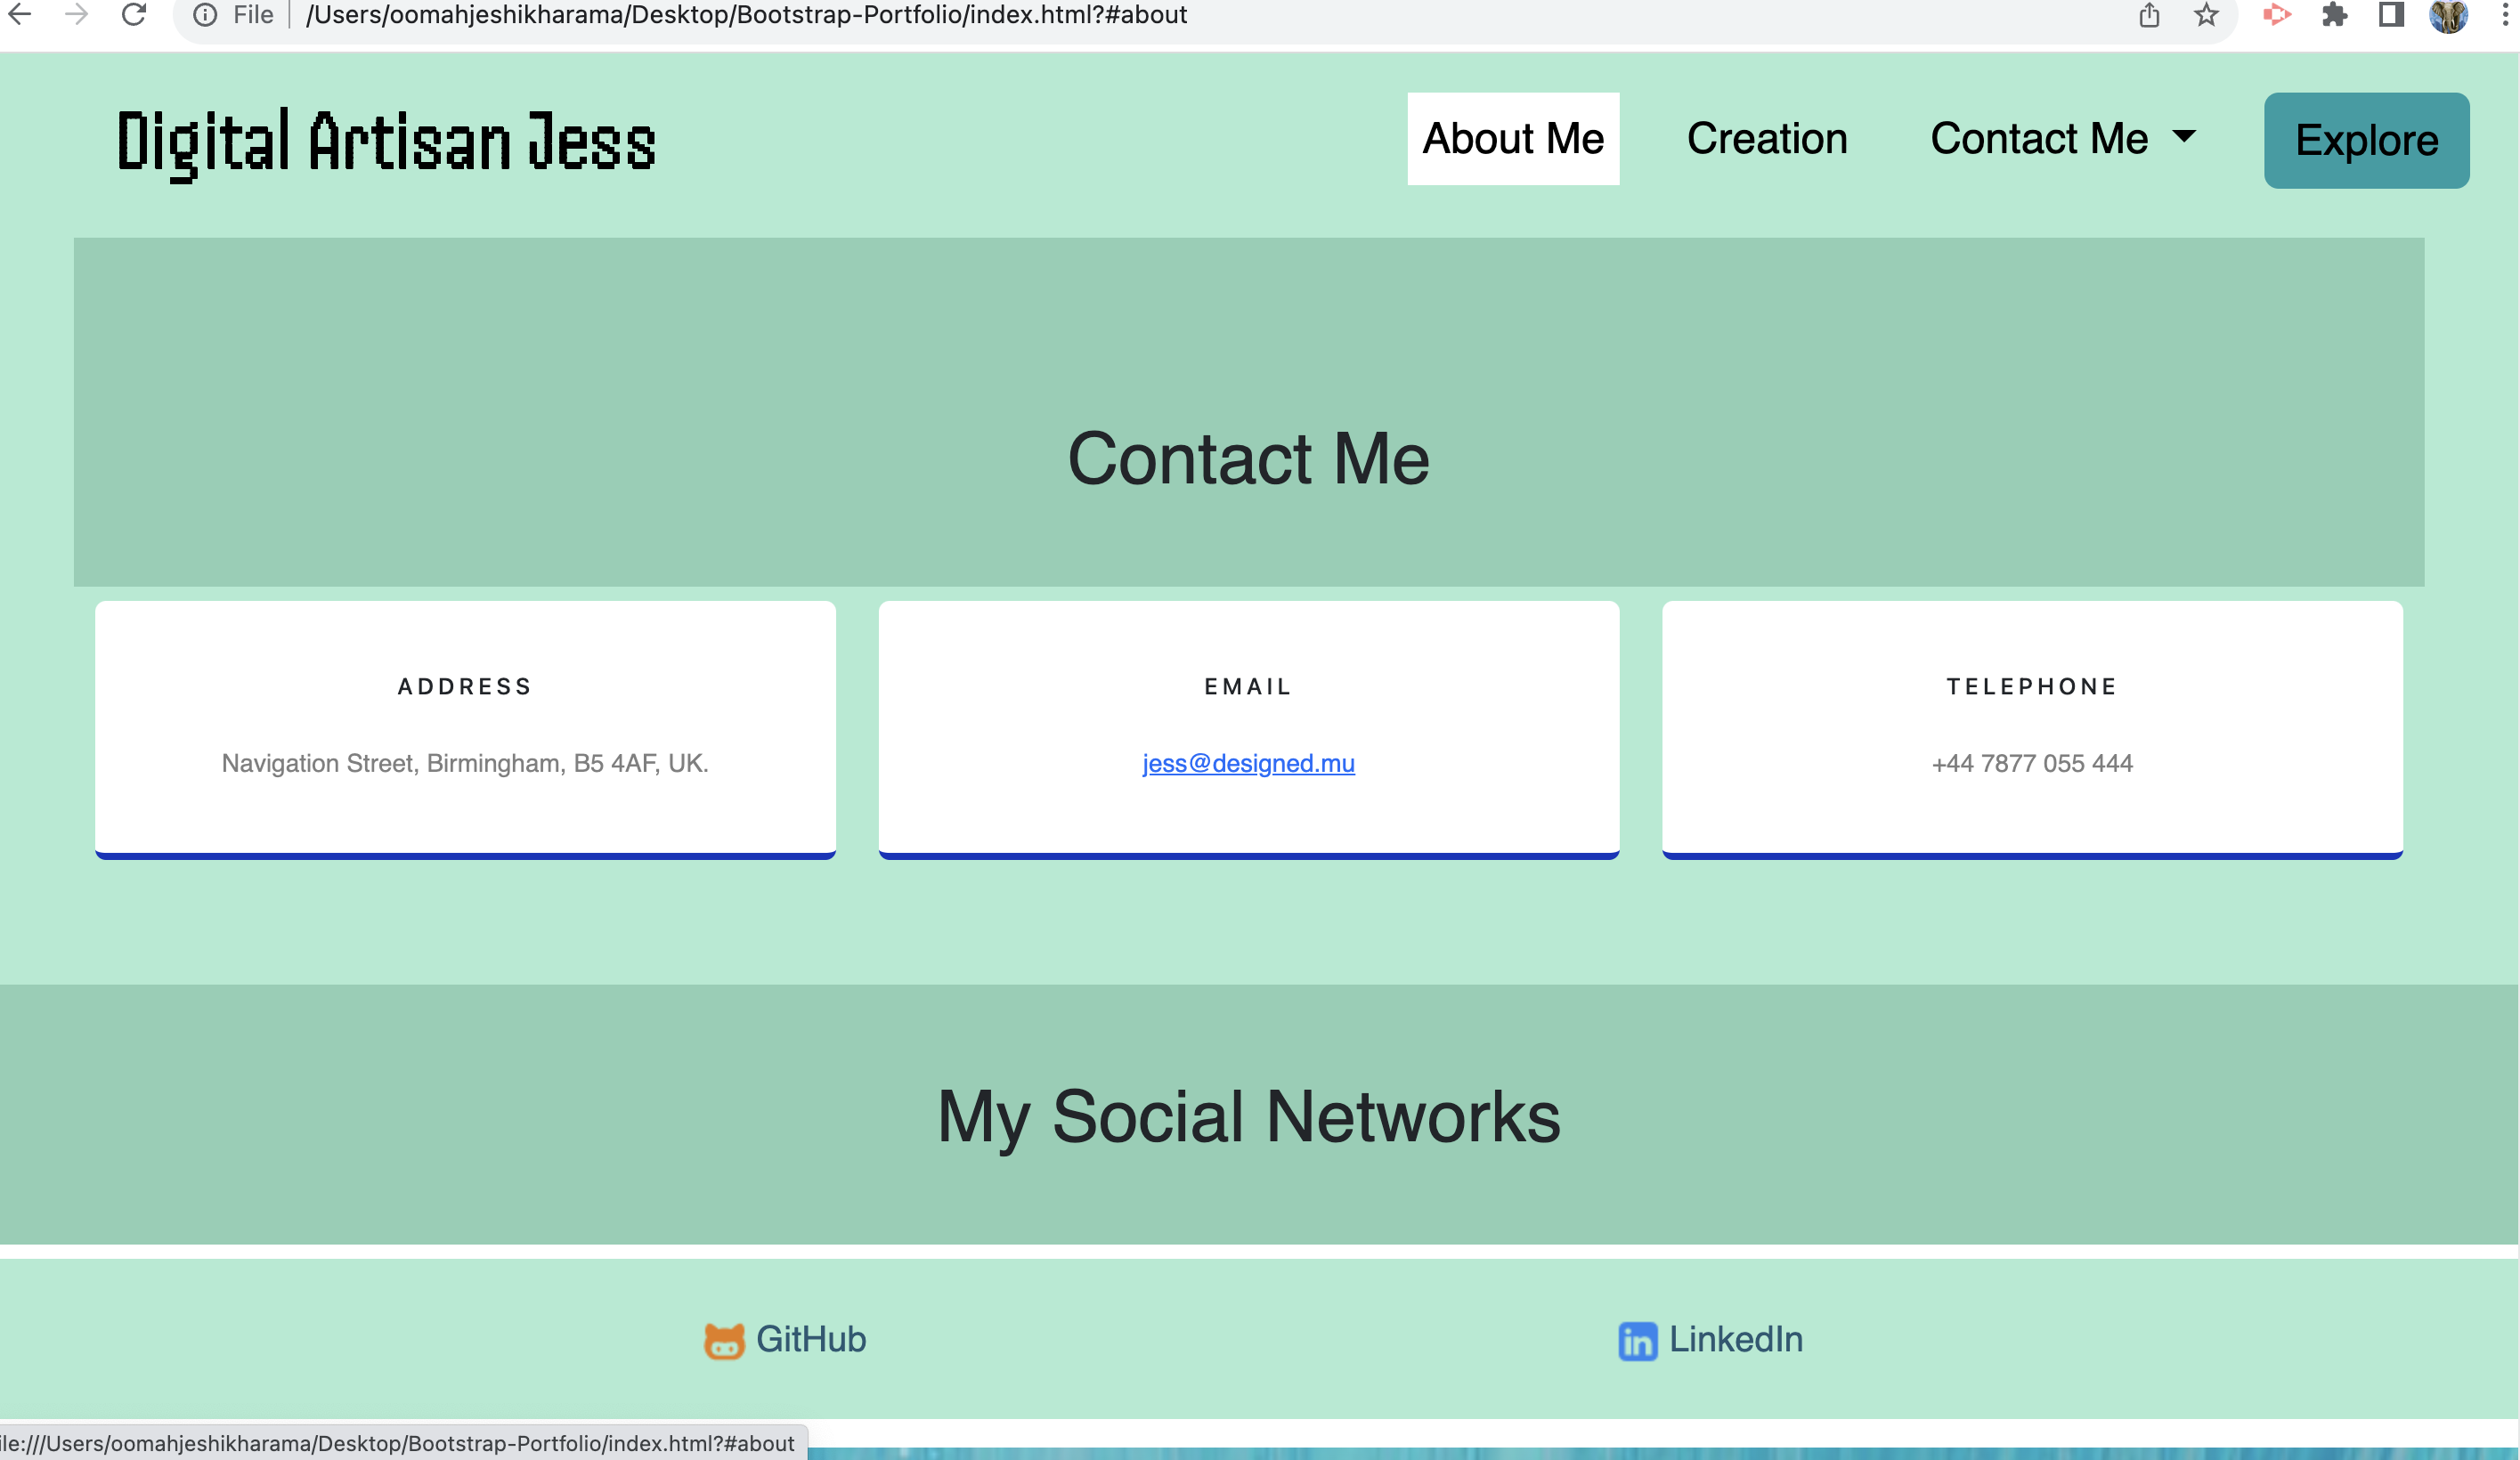 File /Users/oomahjeshikharama/Desktop/Bootstrap-Portfolio/index.html?#about
Digital Artisan Jess
About Me Creation Contact Me Explore
Contact Me
ADDRESS
Navigation Street, Birmingham, B5 4AF, UK.
EMAIL
jess@designed.mu
TELEPHONE
+44 7877 055 444
My Social Networks
GitHub
in LinkedIn
ile:///Users/oomahjeshikharama/Desktop/Bootstrap-Portfolio/index.html?#about